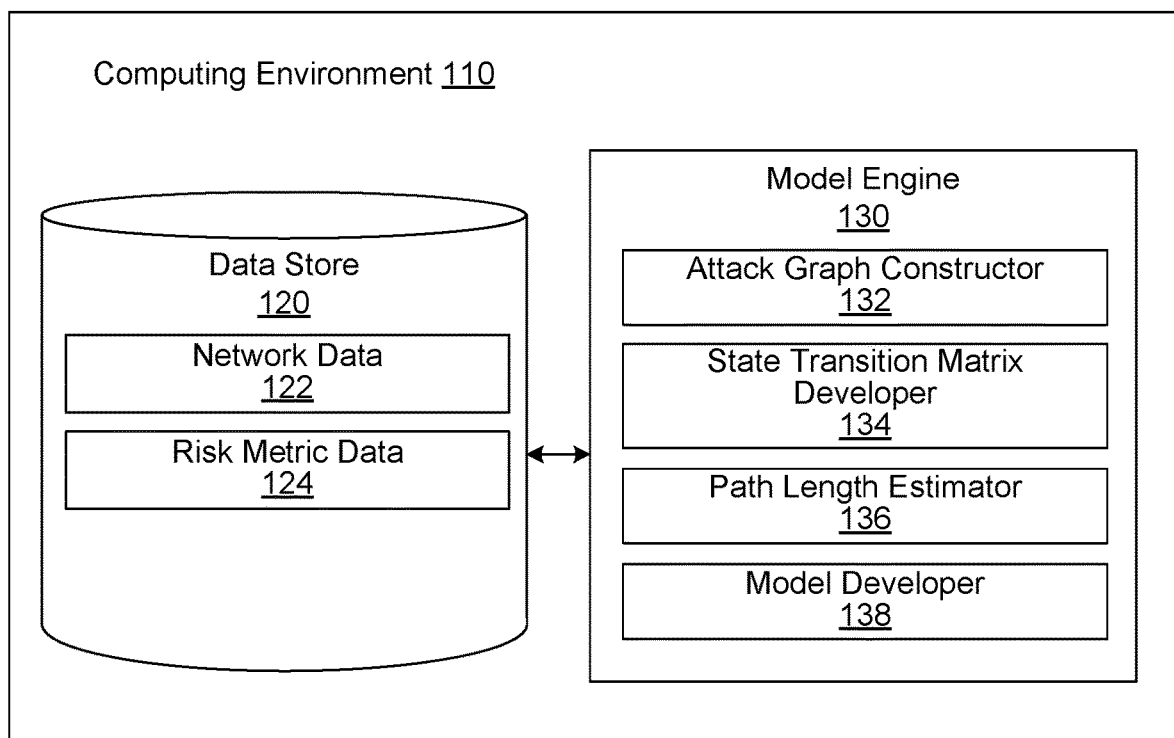 Computing Environment 110
Data Store
120
Network Data
122
Risk Metric Data
124
Model Engine
130
Attack Graph Constructor
132
State Transition Matrix
Developer
134
Path Length Estimator
136
Model Developer
138